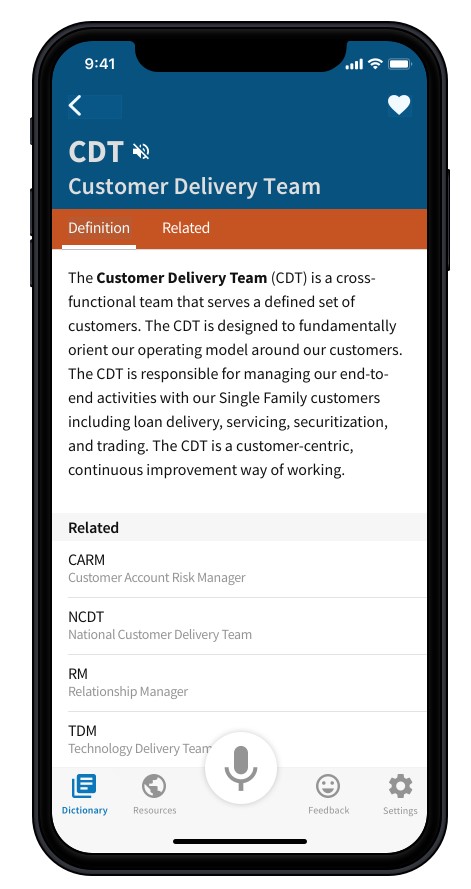 9:41
CDT
Customer Delivery Team
Definition Related
The Customer Delivery Team (CDT) is a cross-
functional team that serves a defined set of
customers. The CDT is designed to fundamentally
orient our operating model around our customers.
The CDT is responsible for managing our end-to-
end activities with our Single Family customers
including loan delivery, servicing, securitization,
and trading. The CDT is a customer-centric,
continuous improvement way of working.
Related
CARM
Customer Account Risk Manager
NCDT
National Customer Delivery Team
RM
Relationship Manager
TDM
Technology Delivery Team
Dictionary Resources Feedback Settings